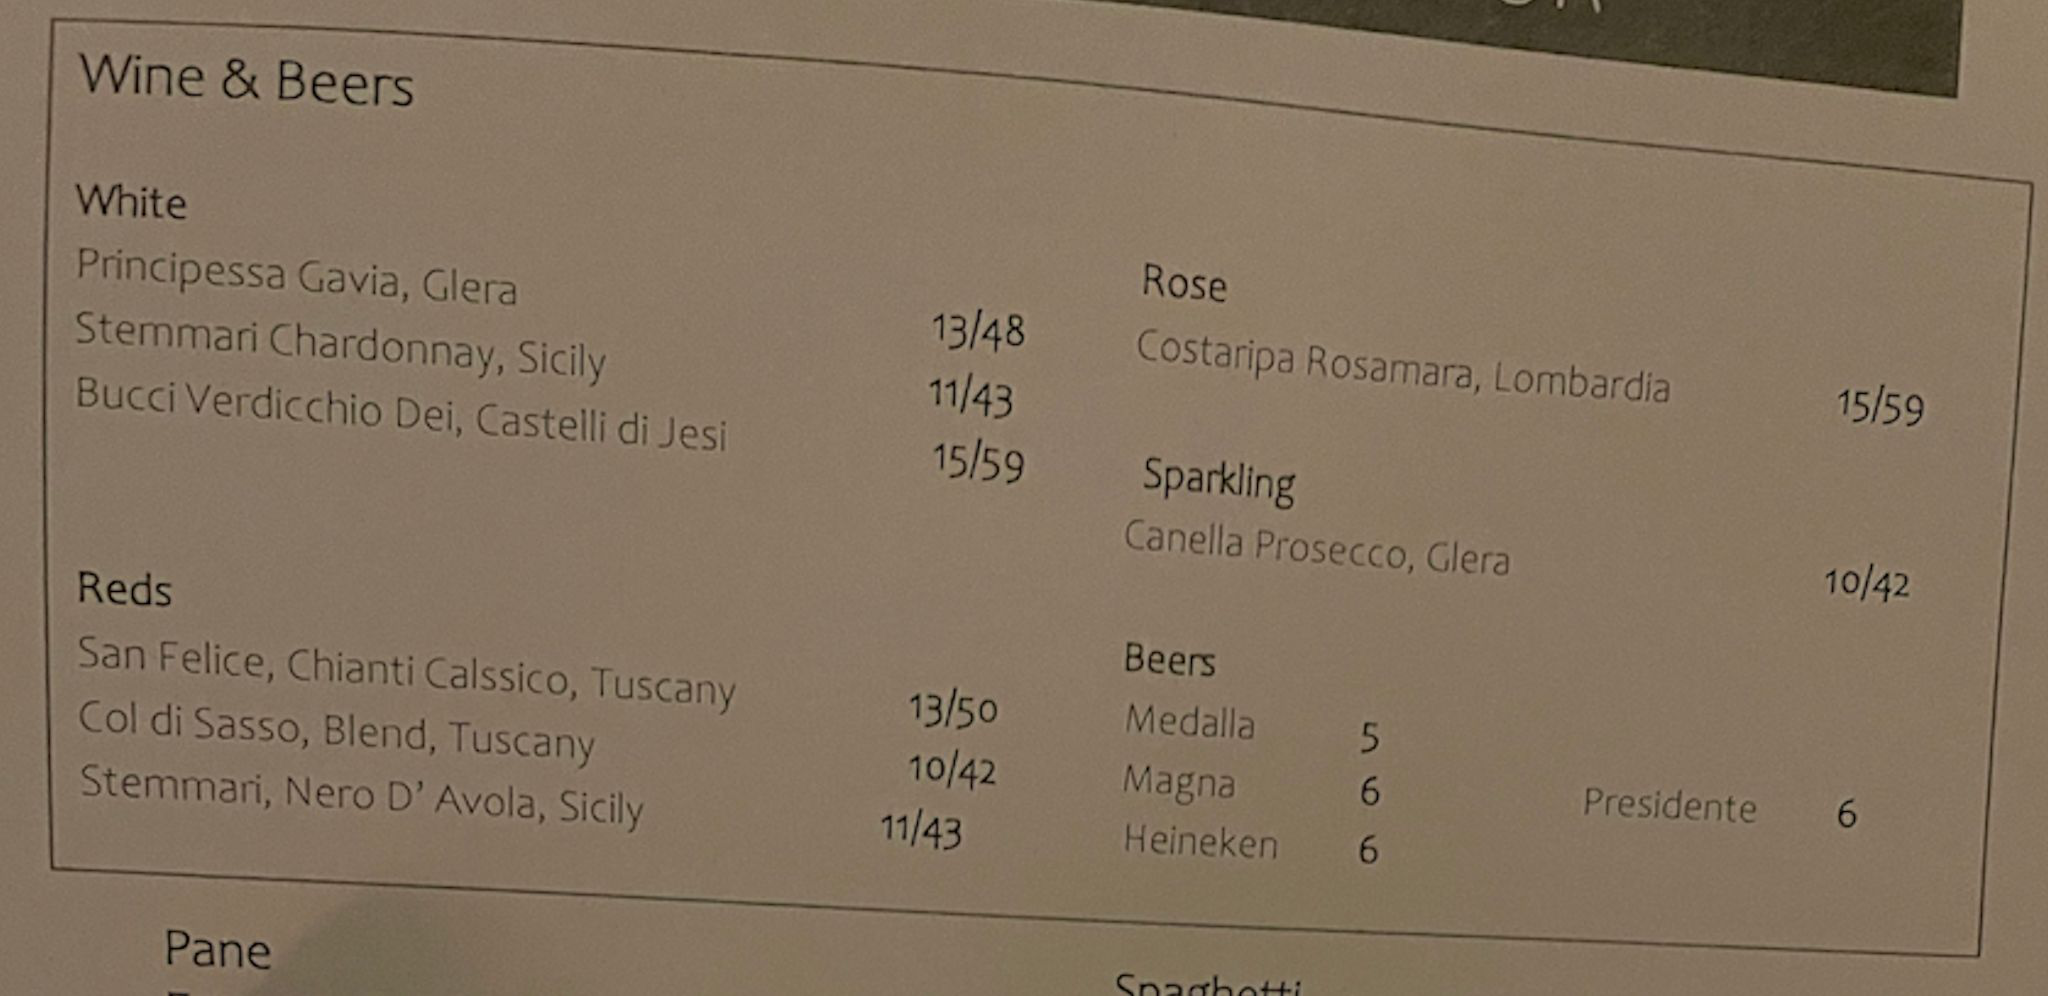 Wine & Beers
White
Principessa Gavia, Glera 13/48
Stemmari Chardonnay, Sicily 11/43
Bucci Verdicchio Dei, Castelli di Jesi 15/59
Reds
San Felice, Chianti Calssico, Tuscany 13/50
Col di Sasso, Blend, Tuscany 10/42
Stemmari, Nero D' Avola, Sicily 11/43
Rose
Costaripa Rosamara, Lombardia 15/59
Sparkling
Canella Prosecco, Glera 10/42
Beers
Medalla 5
Magna 6 Presidente 6
Heineken 6
Pane
Spaghetti